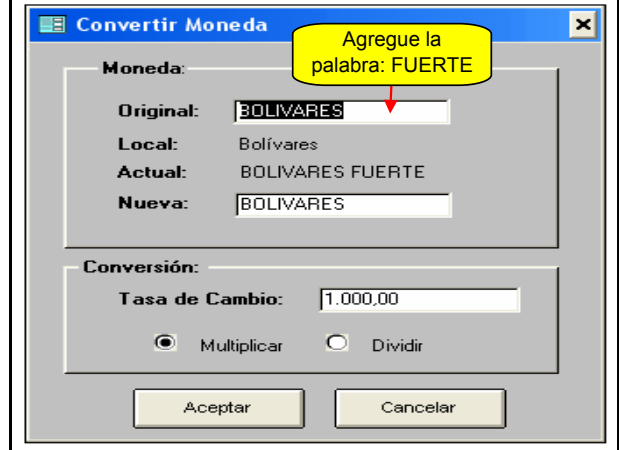 Convertir Moneda
Agregue la
palabra: FUERTE
Moneda:
Original: BOLIVARES
Local: Bolívares
Actual: BOLIVARES FUERTE
Nueva: BOLIVARES
Conversión:
Tasa de Cambio: 1.000,00
Multiplicar Dividir
Aceptar Cancelar